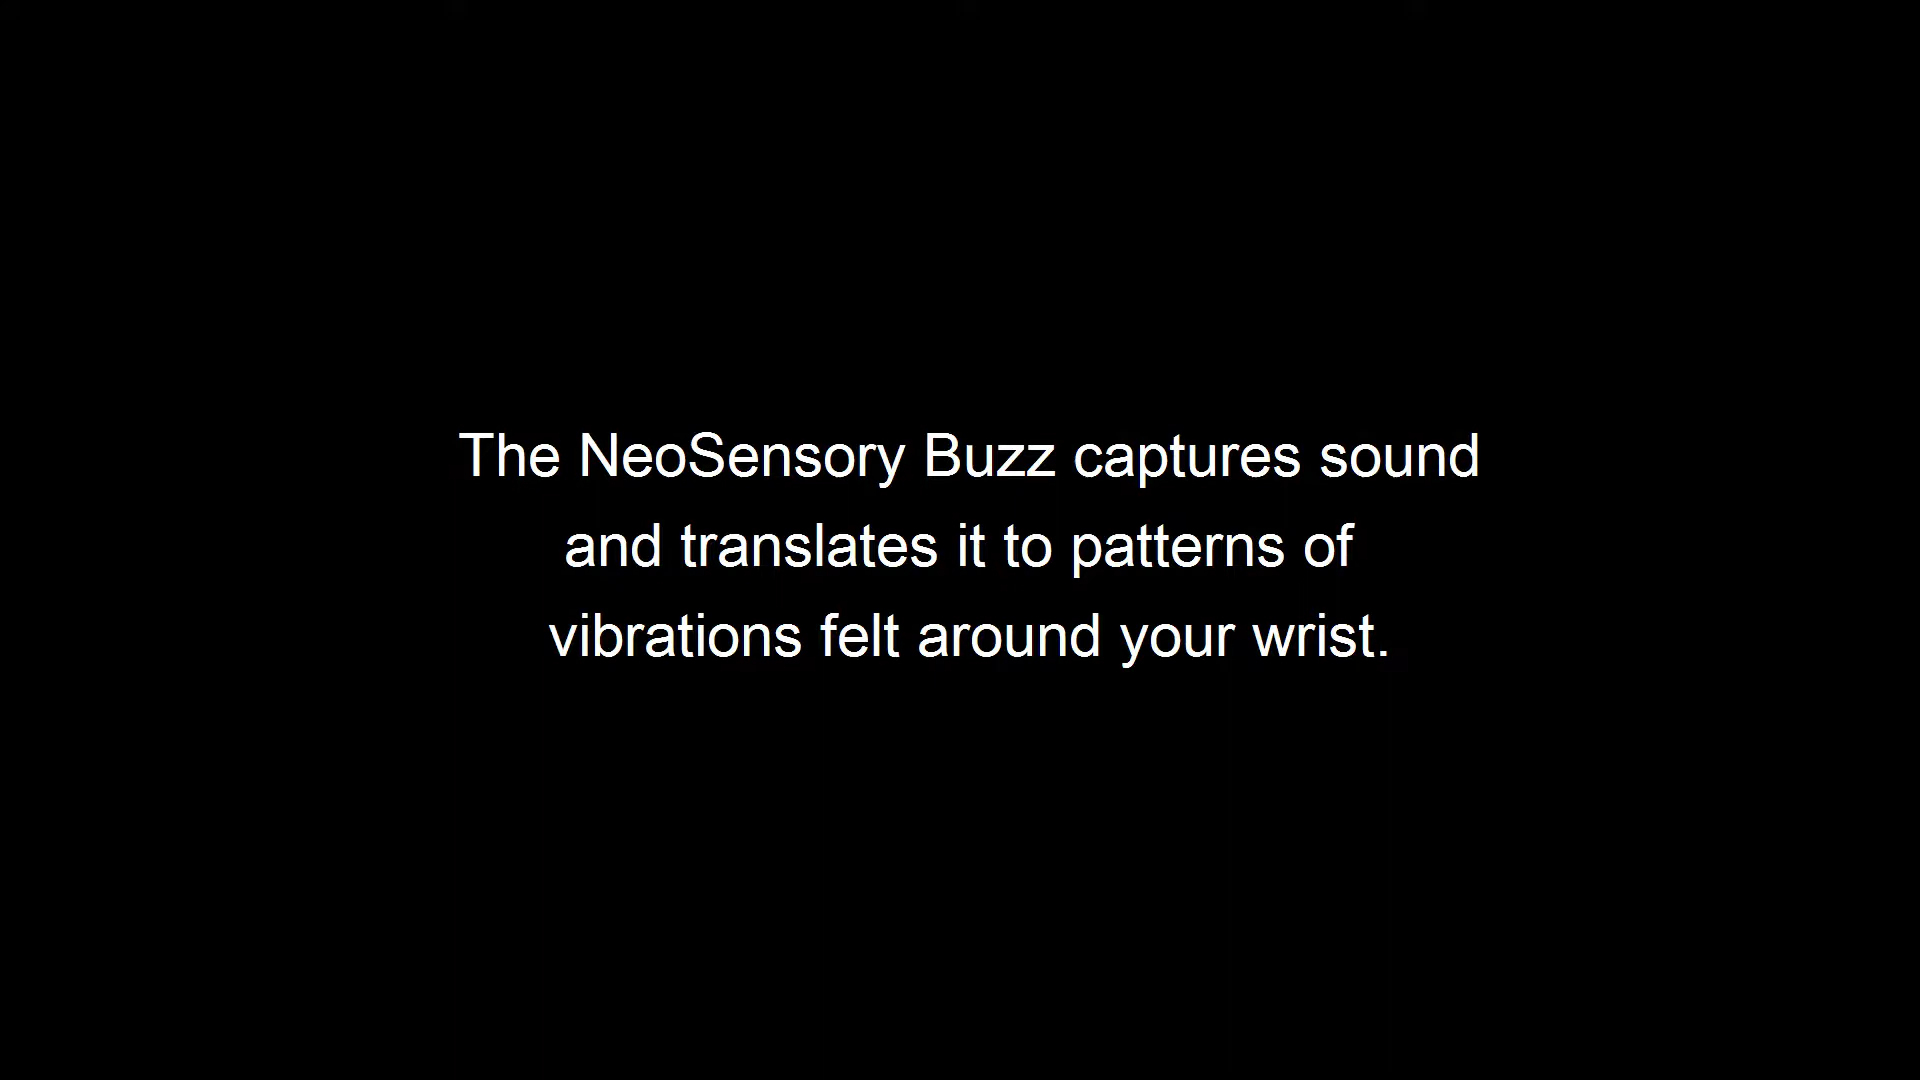 The NeoSensory Buzz captures sound
and translates it to patterns of
vibrations felt around your wrist.